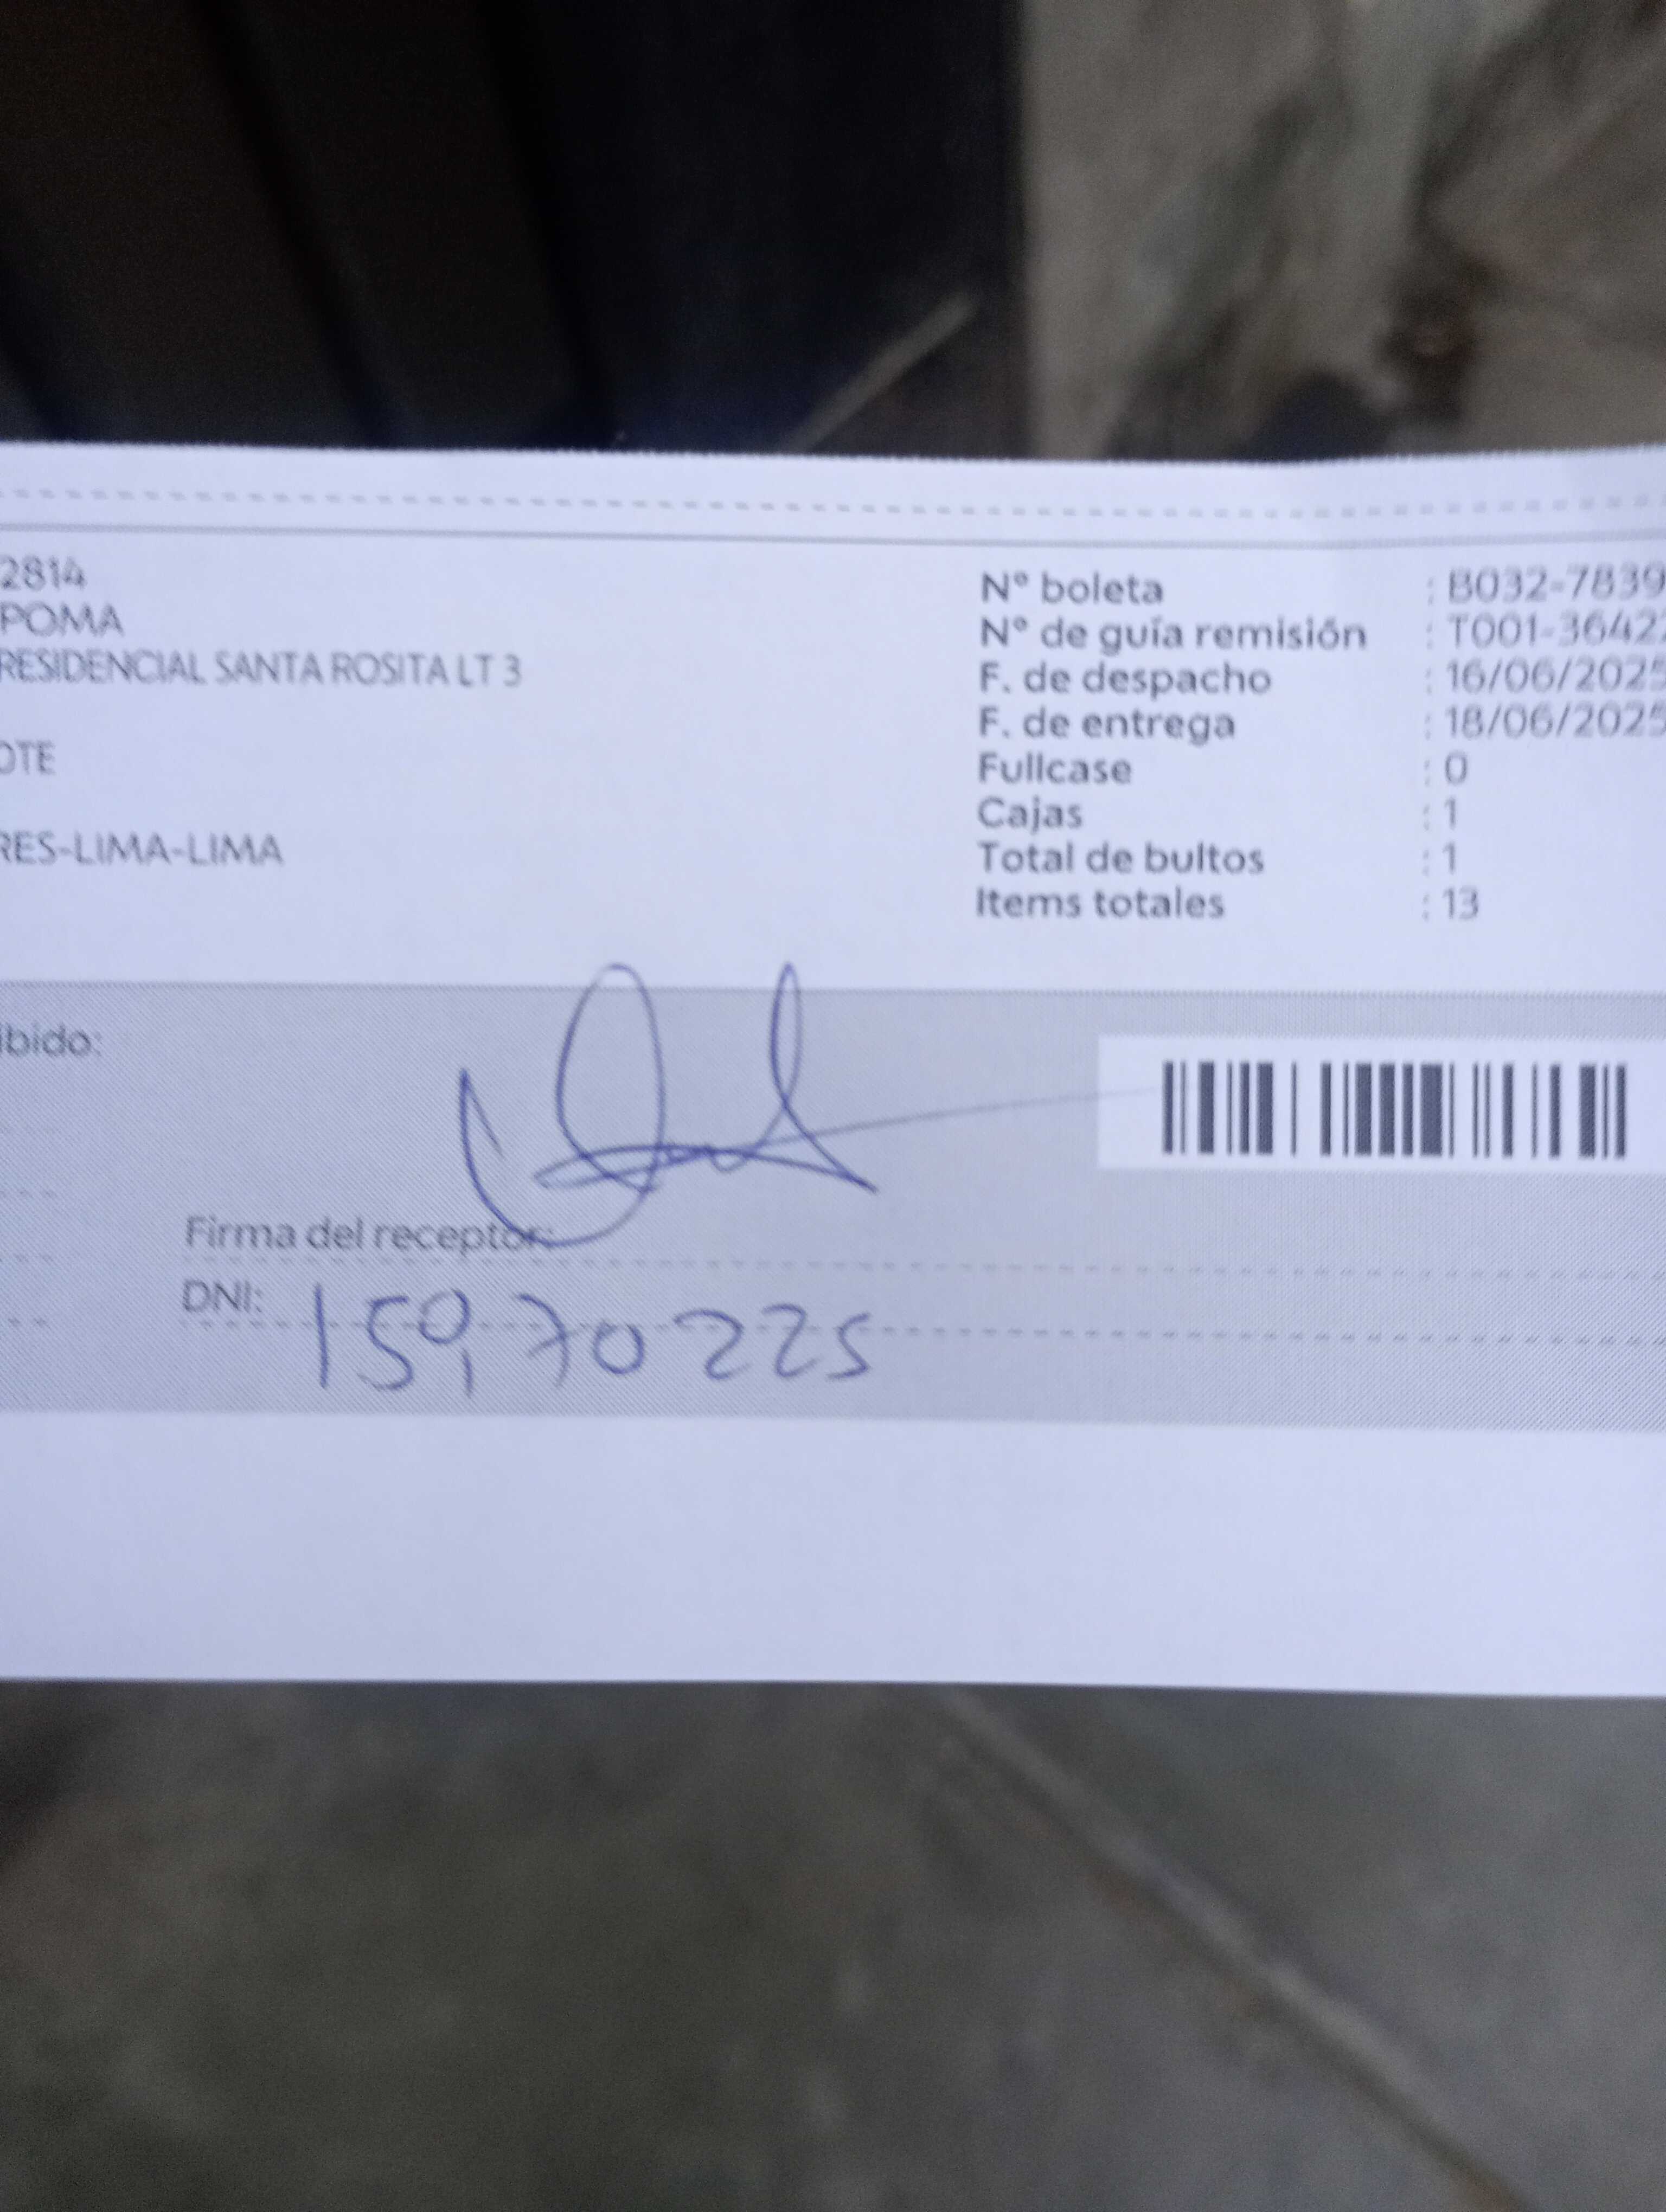 2814
POMA
RESIDENCIAL SANTA ROSITA LT 3
OTE
RES-LIMA-LIMA
N° boleta : B032-7839
N° de guía remisión : T001-3642
F. de despacho : 16/06/2025
F. de entrega : 18/06/2025
Fullcase : 0
Cajas : 1
Total de bultos : 1
Items totales : 13
ibido:
Firma del receptor:
DNI: 15970225